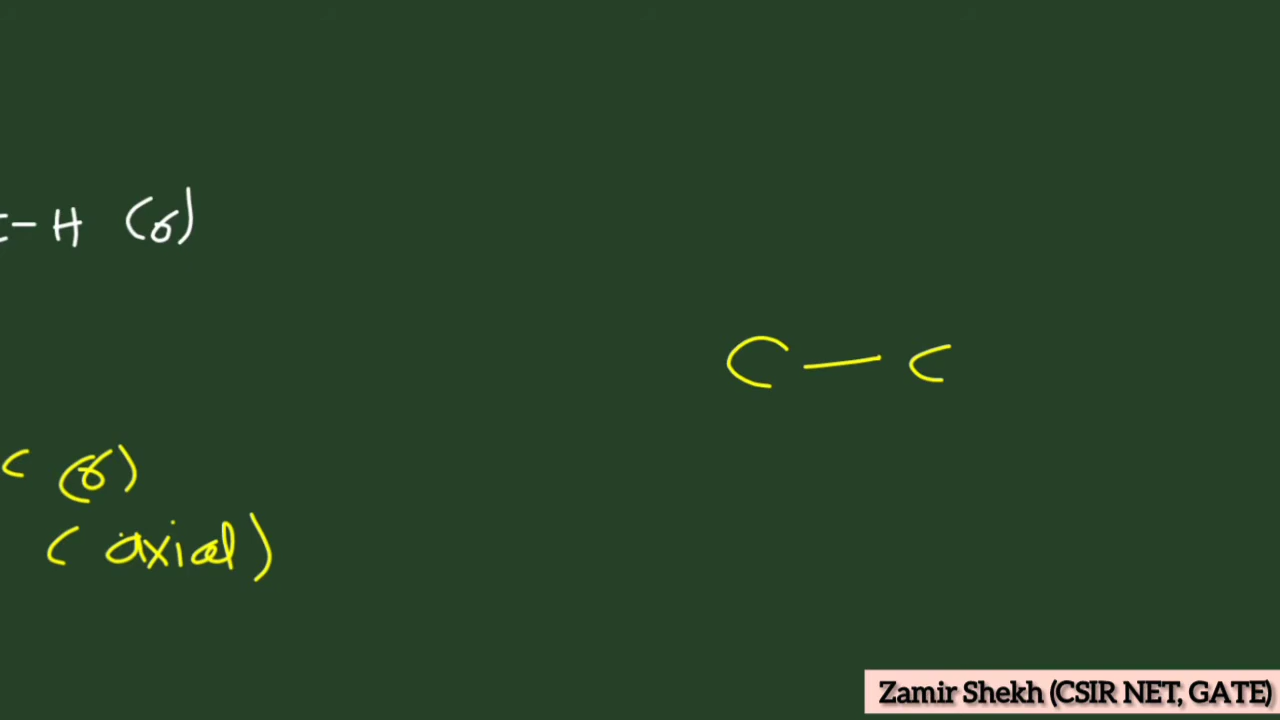 C-H (σ)
C — C
C (σ)
(axial)
Zamir Shekh (CSIR NET, GATE)